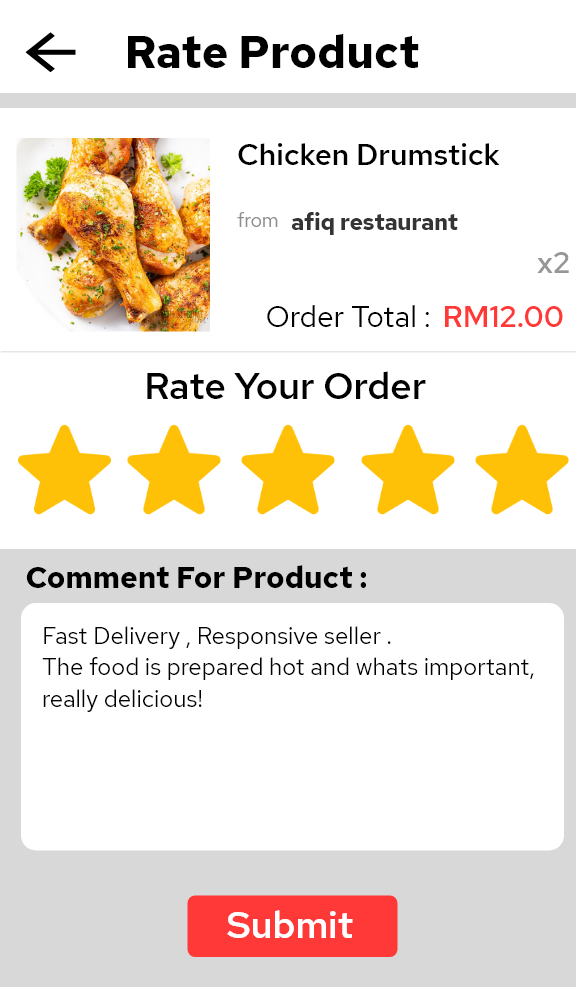 Rate Product
Chicken Drumstick
from afiq restaurant
x2
Order Total : RM12.00
Rate Your Order
Comment For Product :
Fast Delivery , Responsive seller .
The food is prepared hot and whats important,
really delicious!
Submit